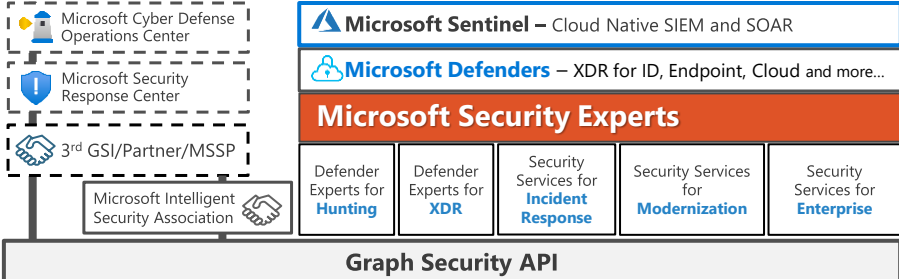 Microsoft Cyber Defense
Operations Center
Microsoft Security
Response Center
3rd GSI/Partner/MSSP
Microsoft Intelligent
Security Association
Microsoft Sentinel – Cloud Native SIEM and SOAR
Microsoft Defenders – XDR for ID, Endpoint, Cloud and more...
Microsoft Security Experts
Defender
Experts for
Hunting
Defender
Experts for
XDR
Security
Services for
Incident
Response
Security Services
for
Modernization
Security
Services for
Enterprise
Graph Security API